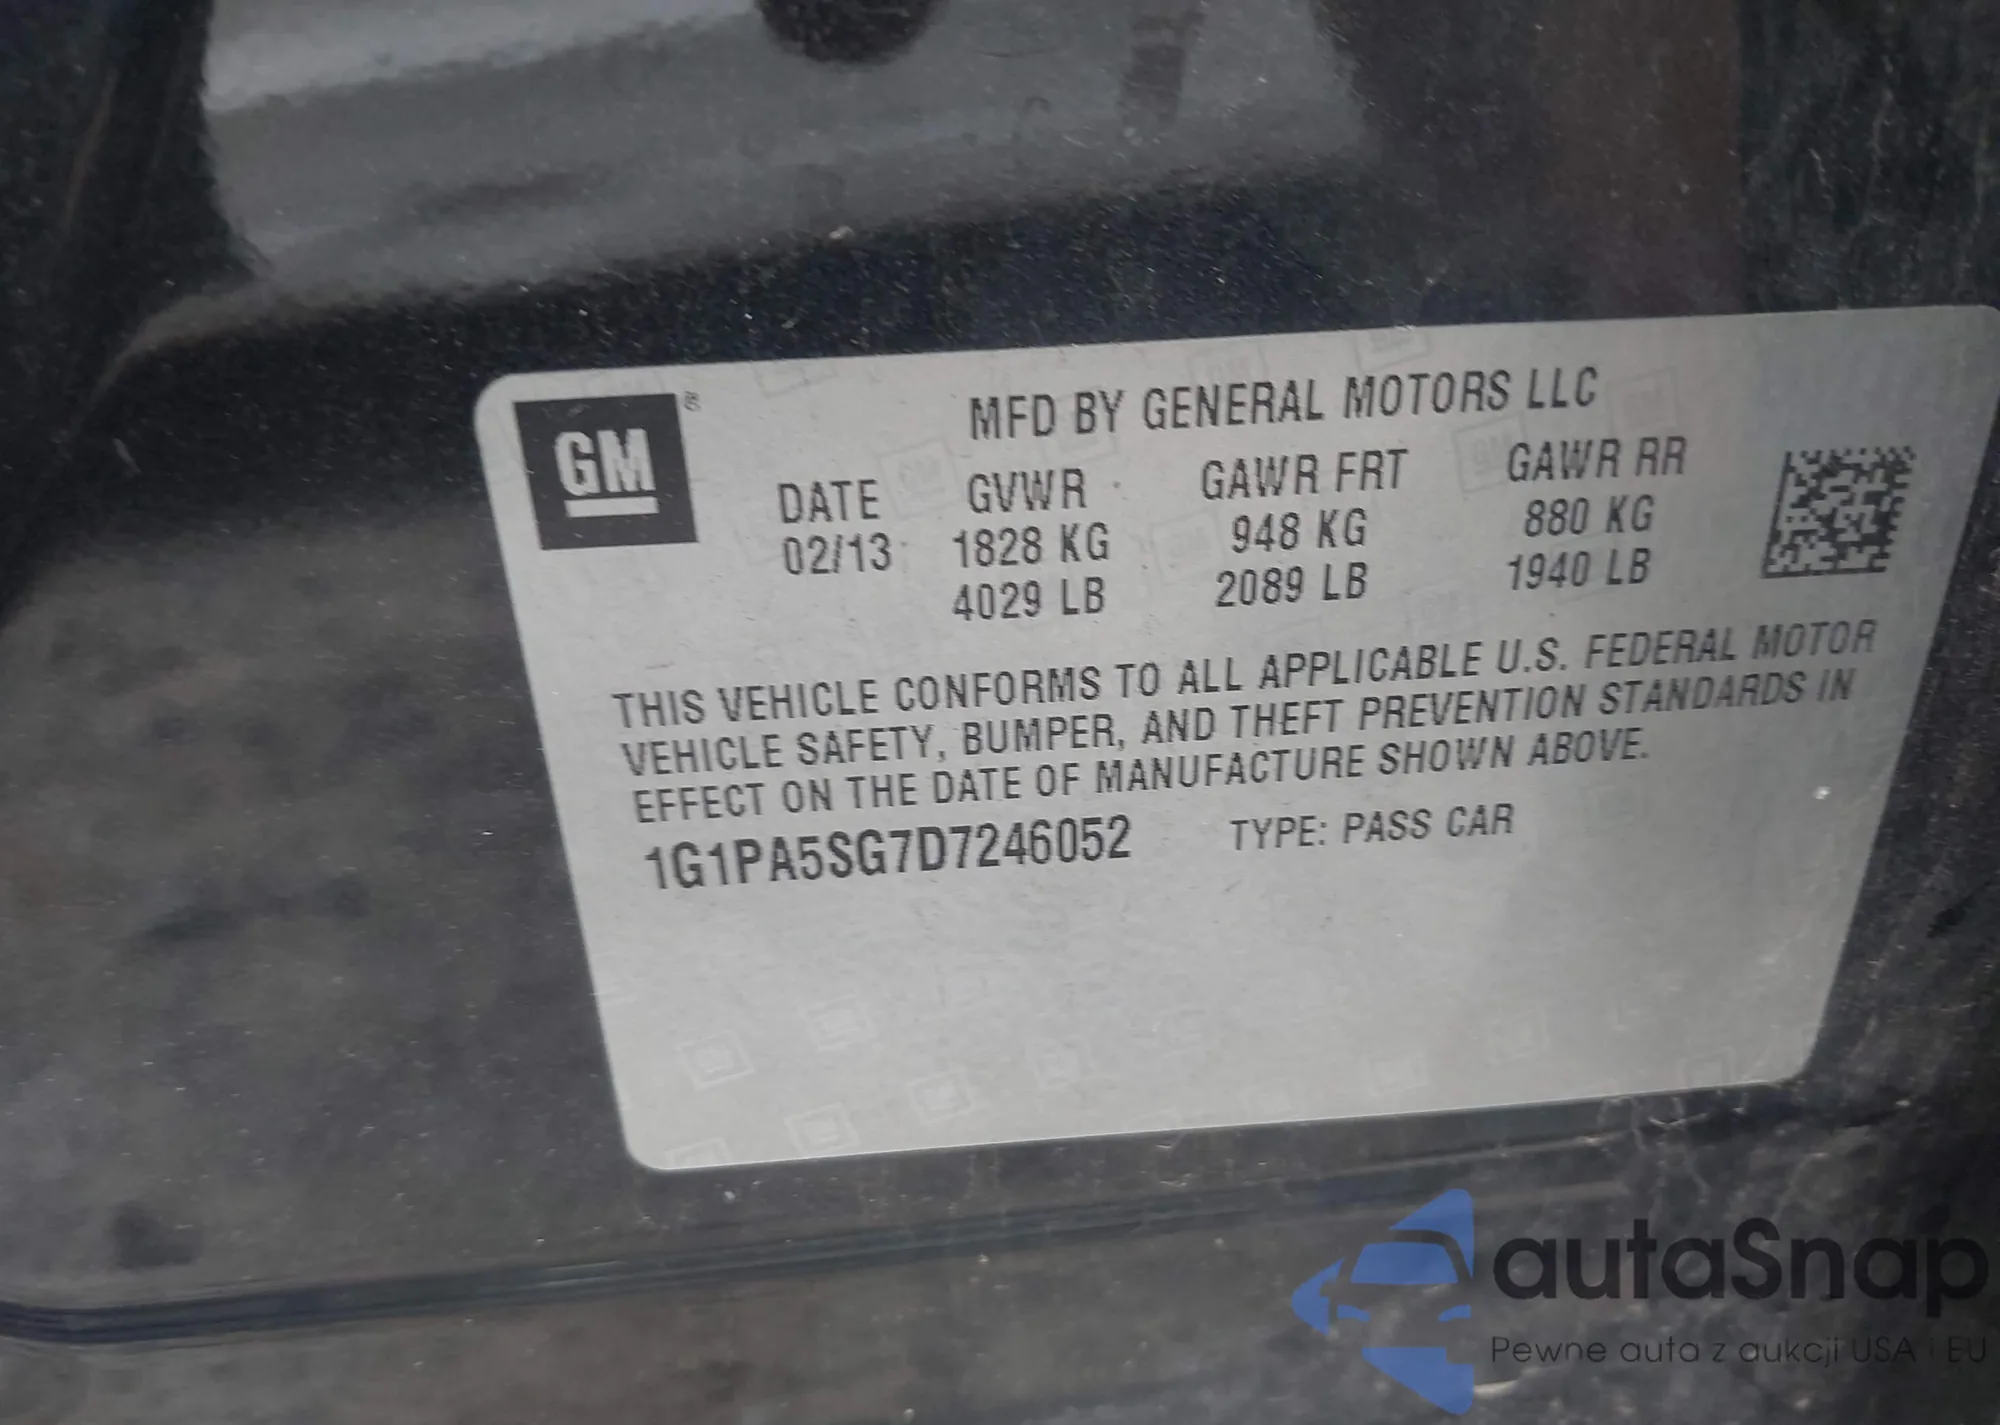 GM
MFD BY GENERAL MOTORS LLC
DATE GVWR GAWR FRT GAWR RR
02/13 1828 KG 948 KG 880 KG
4029 LB 2089 LB 1940 LB
THIS VEHICLE CONFORMS TO ALL APPLICABLE U.S. FEDERAL MOTOR
VEHICLE SAFETY, BUMPER, AND THEFT PREVENTION STANDARDS IN
EFFECT ON THE DATE OF MANUFACTURE SHOWN ABOVE.
1G1PA5SG7D7246052 TYPE: PASS CAR
autaSnap
Pewne auta z aukcji USA i EU